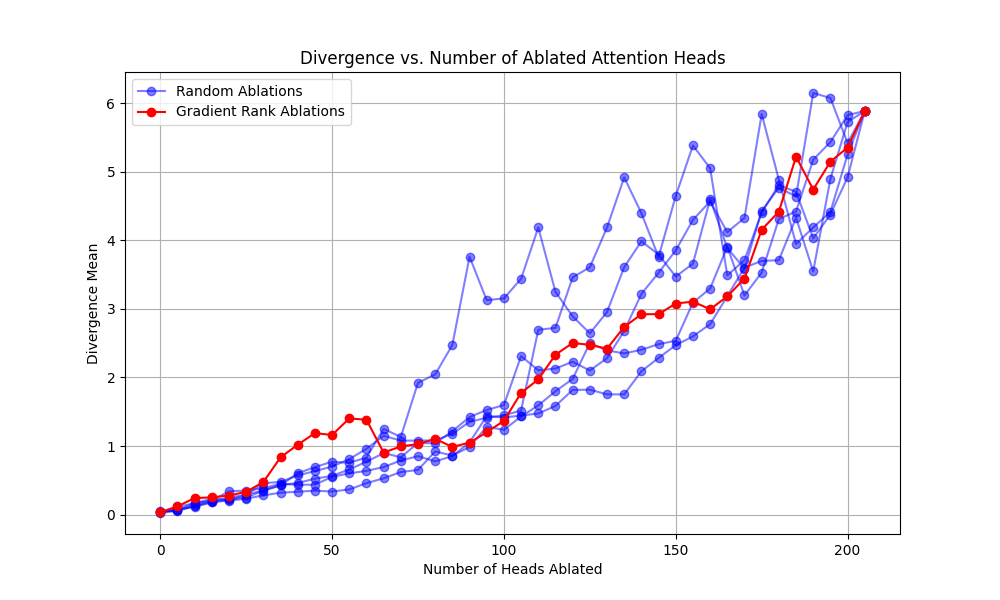 Divergence vs. Number of Ablated Attention Heads
Random Ablations
Gradient Rank Ablations
6
5
4
3
2
1
0
Divergence Mean
0 50 100 150 200
Number of Heads Ablated